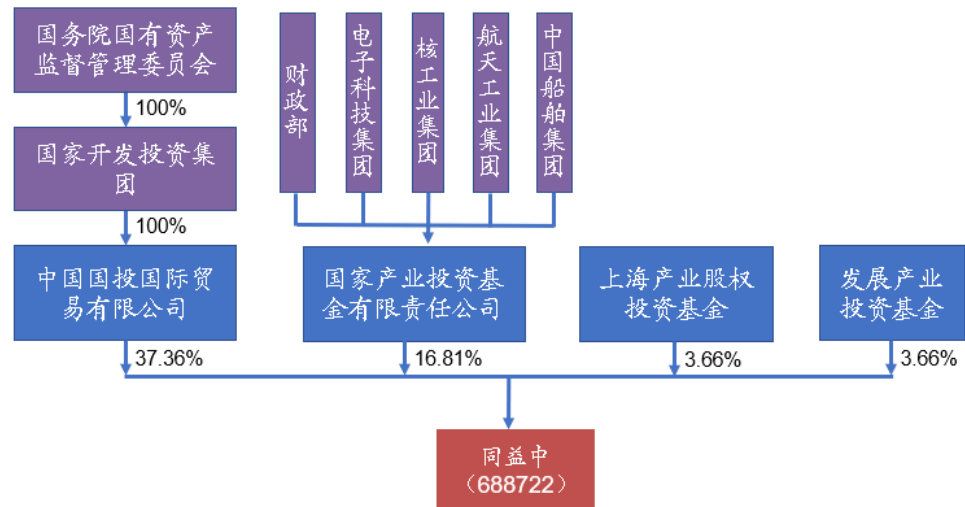 国务院国有资产
监督管理委员会
100%
国家开发投资集
团
100%
中国国投国际贸
易有限公司
37.36%
财政部
电子科技集团
核工业集团
航天工业集团
中国船舶集团
国家产业投资基
金有限责任公司
16.81%
上海产业股权
投资基金
3.66%
发展产业
投资基金
3.66%
同益中
（688722）